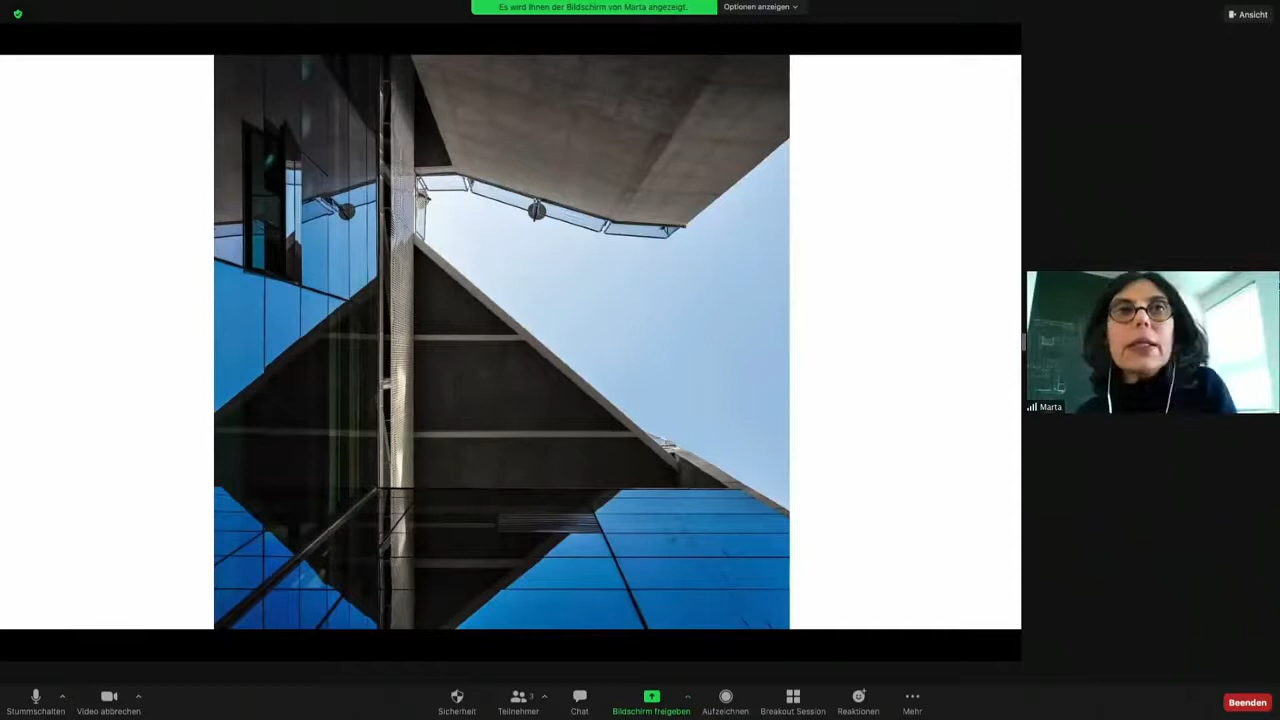 Es wird Ihnen der Bildschirm von Marta angezeigt.
Optionen anzeigen
Ansicht
Marta
3
Stummschalten
Video abbrechen
Sicherheit
Teilnehmer
Chat
Bildschirm freigeben
Aufzeichnen
Breakout Session
Reaktionen
Mehr
Beenden